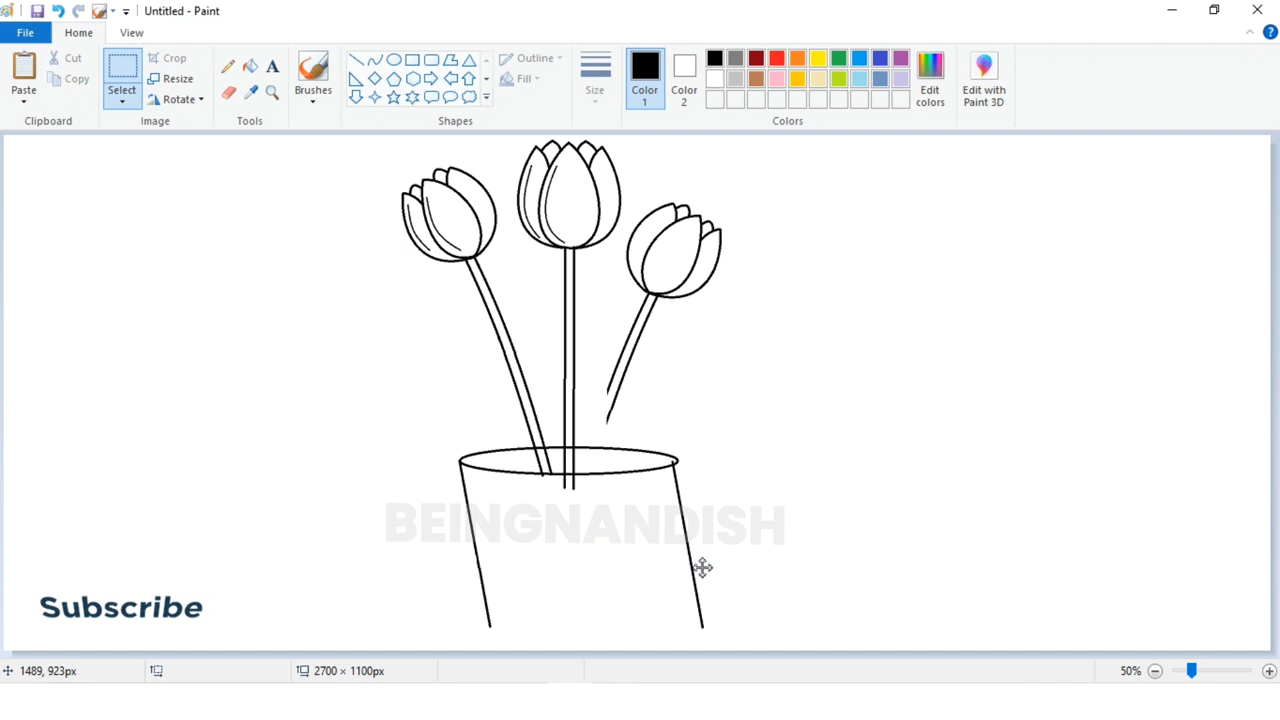 Untitled - Paint
File
Home
View
Paste
Cut
Copy
Clipboard
Select
Crop
Resize
Rotate
Image
A
Tools
Brushes
Outline
Fill
Shapes
Size
Color
1
Color
2
Edit
colors
Colors
Edit with
Paint 3D
BEINGNANDISH
Subscribe
1489, 923px
2700 × 1100px
50%